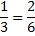 1/3 = 2/6